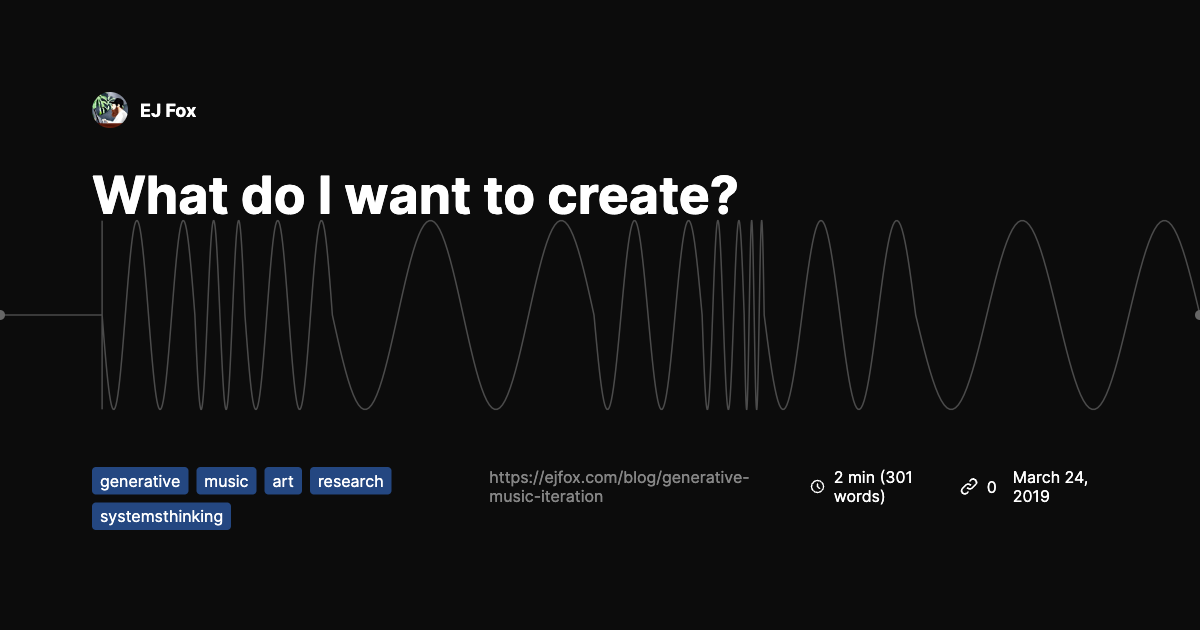 EJ Fox
What do I want to create?
generative music art research
systemsthinking
https://ejfox.com/blog/generative-
music-iteration
2 min (301
words)
0
March 24,
2019